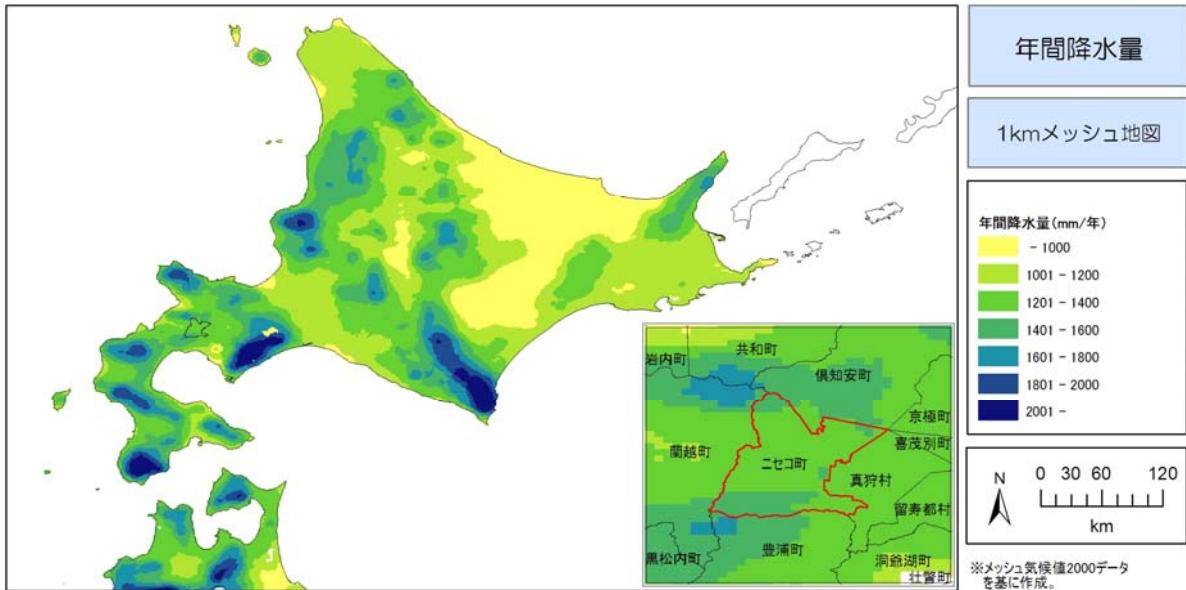 年間降水量
1kmメッシュ地図
年間降水量(mm/年)
- 1000
1001 - 1200
1201 - 1400
1401 - 1600
1601 - 1800
1801 - 2000
2001 -
共和町
岩内町
倶知安町
京極町
喜茂別町
蘭越町
ニセコ町
真狩村
留寿都村
黒松内町
豊浦町
洞爺湖町
壮瞥町
N
0 30 60 120
km
※メッシュ気候値2000データ
を基に作成。